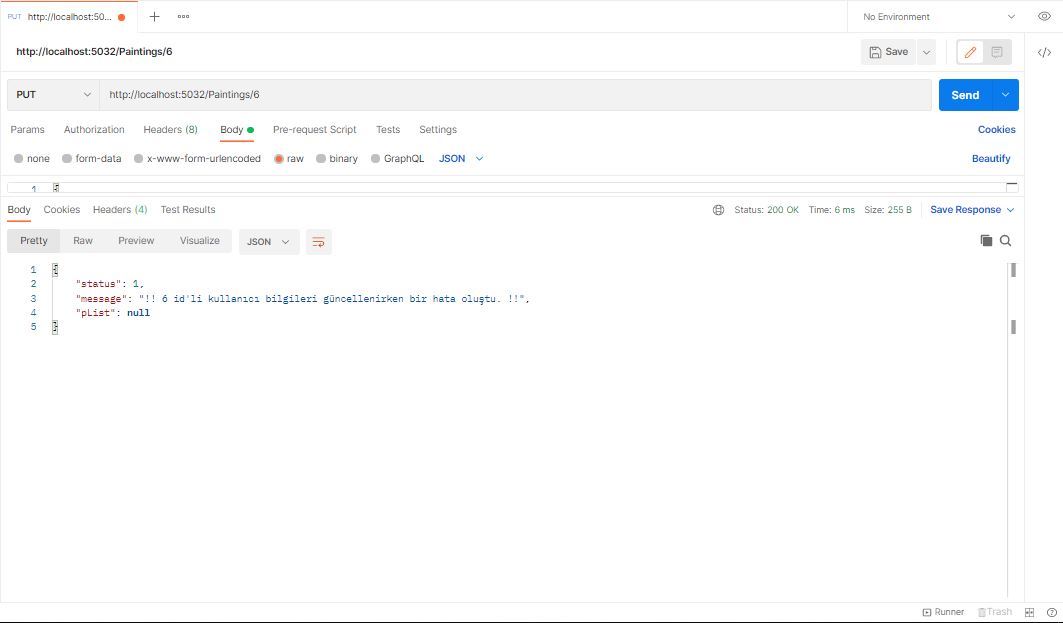 PUT http://localhost:50...
No Environment
http://localhost:5032/Paintings/6
Save
</>
PUT http://localhost:5032/Paintings/6 Send
Params Authorization Headers (8) Body Pre-request Script Tests Settings Cookies
none form-data x-www-form-urlencoded raw binary GraphQL JSON Beautify
1 {
Body Cookies Headers (4) Test Results Status: 200 OK Time: 6 ms Size: 255 B Save Response
Pretty Raw Preview Visualize JSON
1 {
2 "status": 1,
3 "message": "!! 6 id'li kullanıcı bilgileri güncellenirken bir hata oluştu. !!",
4 "pList": null
5 }
Runner Trash